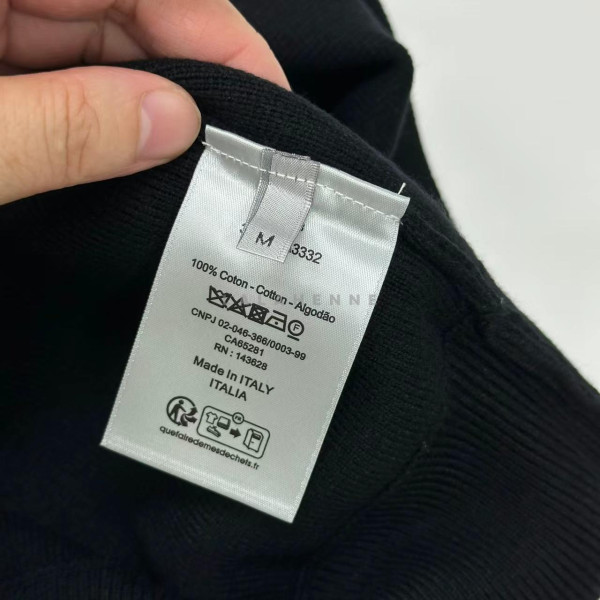 M
3332
100% Coton - Cotton - Algodão
CNPJ 02-046-366/0003-99
CA65281
RN : 143628
Made In ITALY
ITALIA
FR
quefairedemesdechets.fr